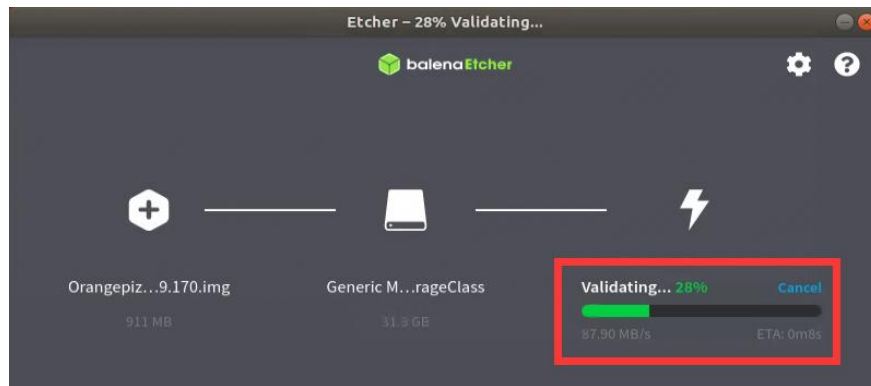 Etcher – 28% Validating...
balenaEtcher
Orangepiz...9.170.img
911 MB
Generic M...rageClass
31.9 GB
Validating... 28%
Cancel
87.90 MB/s
ETA: 0m8s